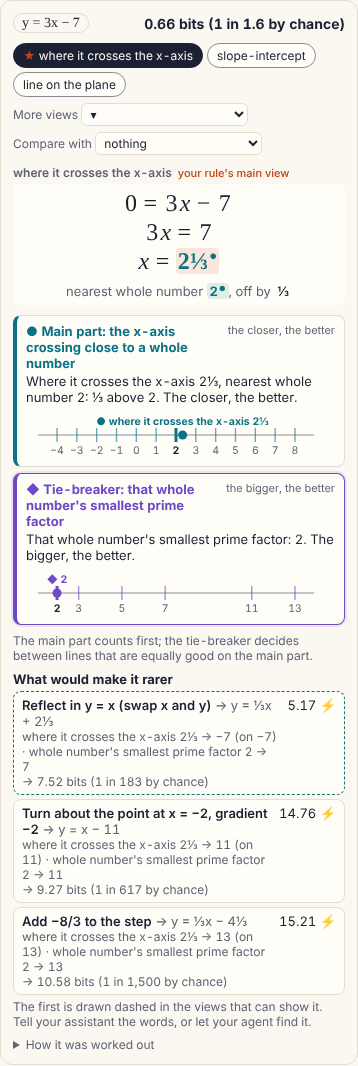 y = 3x − 7
0.66 bits (1 in 1.6 by chance)
★ where it crosses the x-axis
slope-intercept
line on the plane
More views ▾
Compare with nothing
where it crosses the x-axis your rule's main view
0 = 3x − 7
3x = 7
x = 2⅓
nearest whole number 2, off by ⅓
● Main part: the x-axis crossing close to a whole number
the closer, the better
Where it crosses the x-axis 2⅓, nearest whole
number 2: ⅓ above 2. The closer, the better.
● where it crosses the x-axis 2⅓
−4 −3 −2 −1 0 1 2 3 4 5 6 7 8
◆ Tie-breaker: that whole number's smallest prime factor
the bigger, the better
That whole number's smallest prime factor: 2. The
bigger, the better.
◆ 2
2 3 5 7 11 13
The main part counts first; the tie-breaker decides
between lines that are equally good on the main part.
What would make it rarer
Reflect in y = x (swap x and y) → y = ⅓x
+ 2⅓
5.17 ⚡
where it crosses the x-axis 2⅓ → −7 (on −7)
· whole number's smallest prime factor 2 →
7
→ 7.52 bits (1 in 183 by chance)
Turn about the point at x = −2, gradient
−2 → y = x − 11
14.76 ⚡
where it crosses the x-axis 2⅓ → 11 (on
11) · whole number's smallest prime factor
2 → 11
→ 9.27 bits (1 in 617 by chance)
Add −8/3 to the step → y = ⅓x − 4⅓
15.21 ⚡
where it crosses the x-axis 2⅓ → 13 (on
13) · whole number's smallest prime factor
2 → 13
→ 10.58 bits (1 in 1,500 by chance)
The first is drawn dashed in the views that can show it.
Tell your assistant the words, or let your agent find it.
▶ How it was worked out